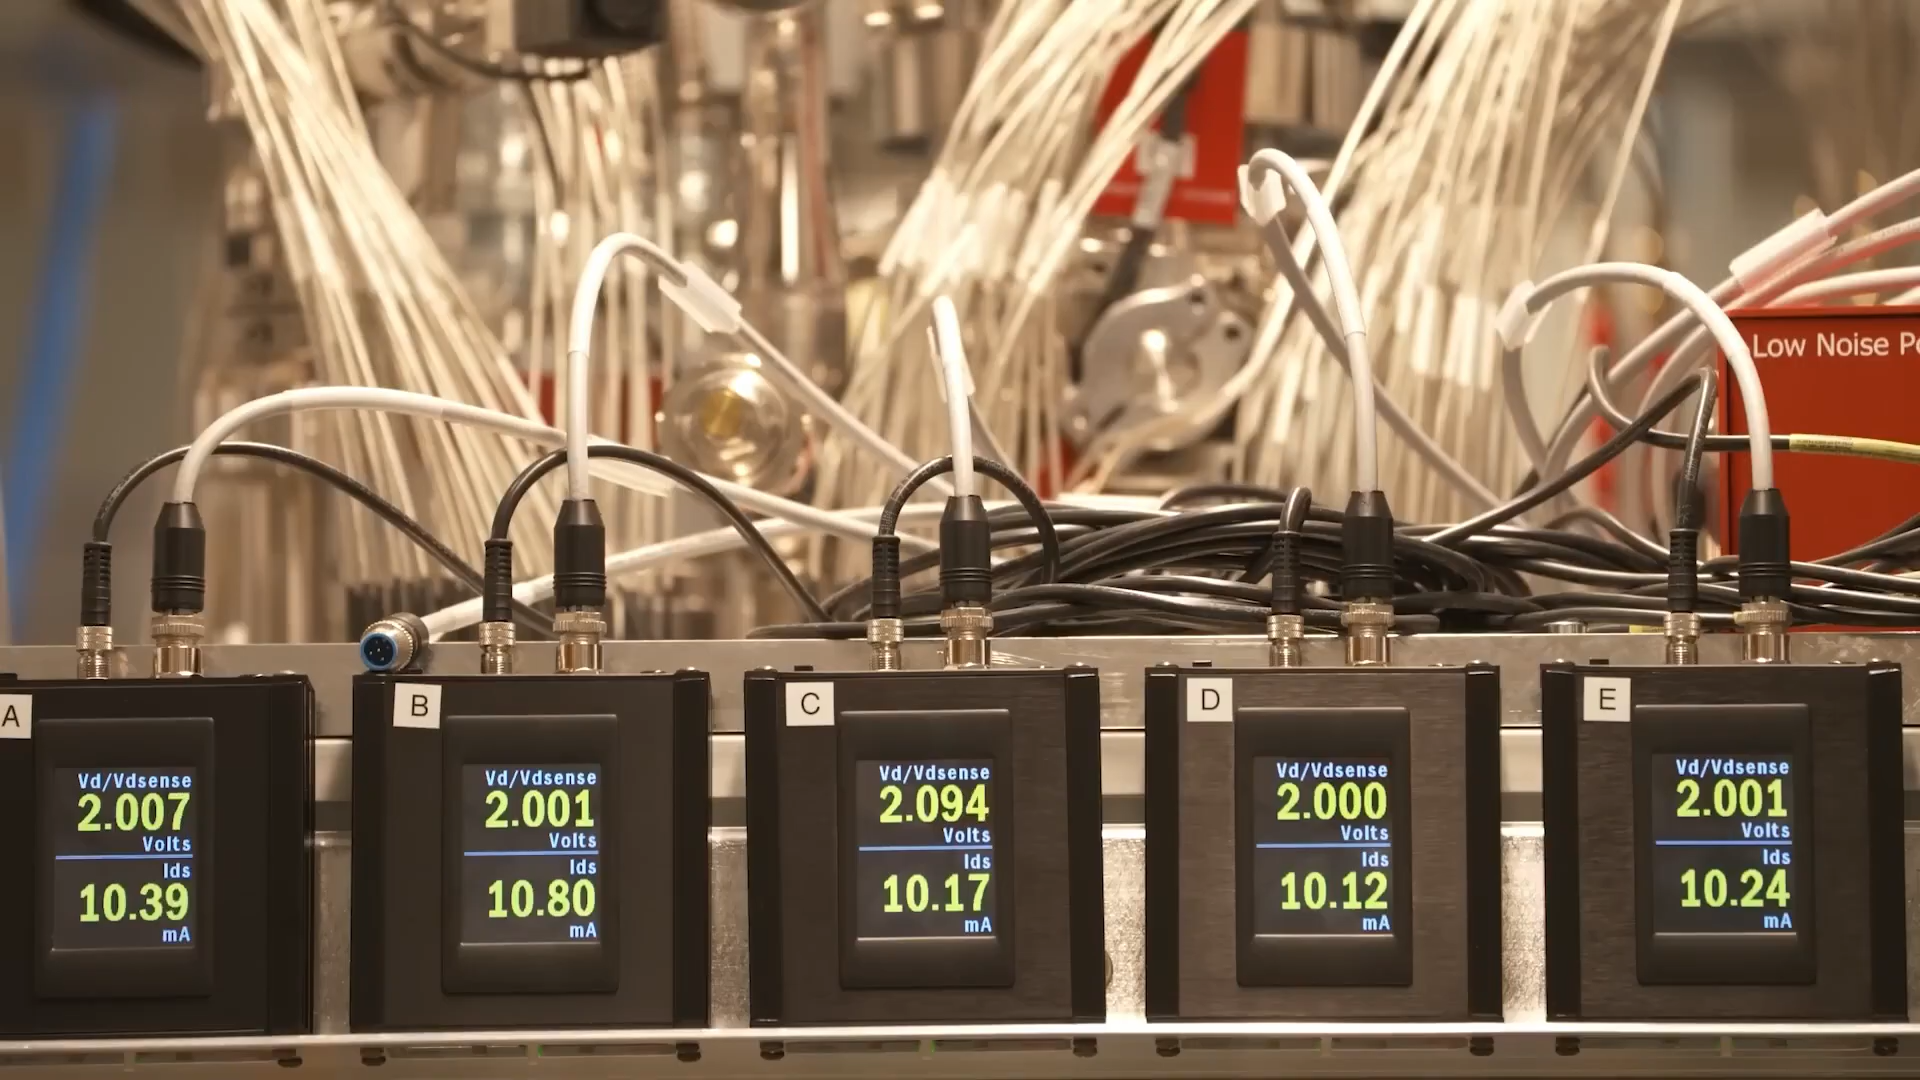 Low Noise
A
Vd/Vdsense
2.007
Volts
Ids
10.39
mA
B
Vd/Vdsense
2.001
Volts
Ids
10.80
mA
C
Vd/Vdsense
2.094
Volts
Ids
10.17
mA
D
Vd/Vdsense
2.000
Volts
Ids
10.12
mA
E
Vd/Vdsense
2.001
Volts
Ids
10.24
mA